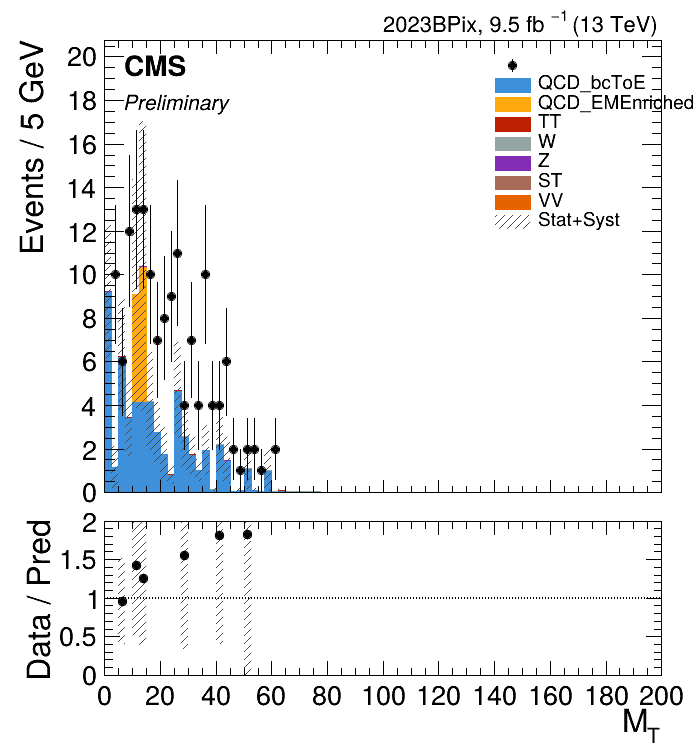 2023BPix, 9.5 fb⁻¹ (13 TeV)
CMS
Preliminary
QCD_bcToE
QCD_EMEnriched
TT
W
Z
ST
VV
Stat+Syst
Events / 5 GeV
20
18
16
14
12
10
8
6
4
2
0
Data / Pred
2
1.5
1
0.5
0
0 20 40 60 80 100 120 140 160 180 200
M_T